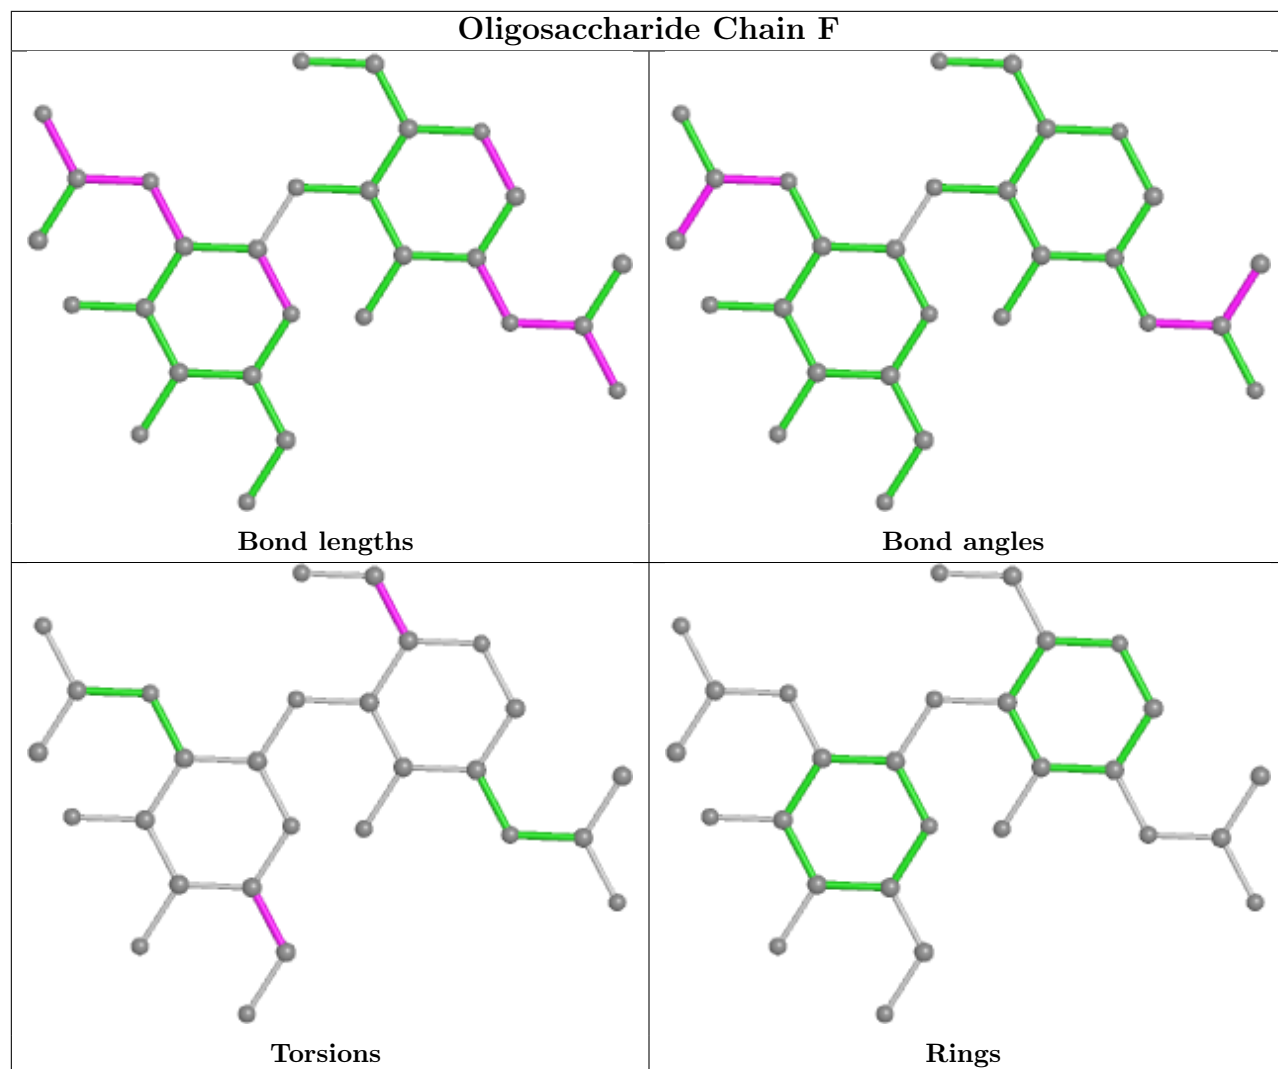 Oligosaccharide Chain F
Bond lengths
Bond angles
Torsions
Rings